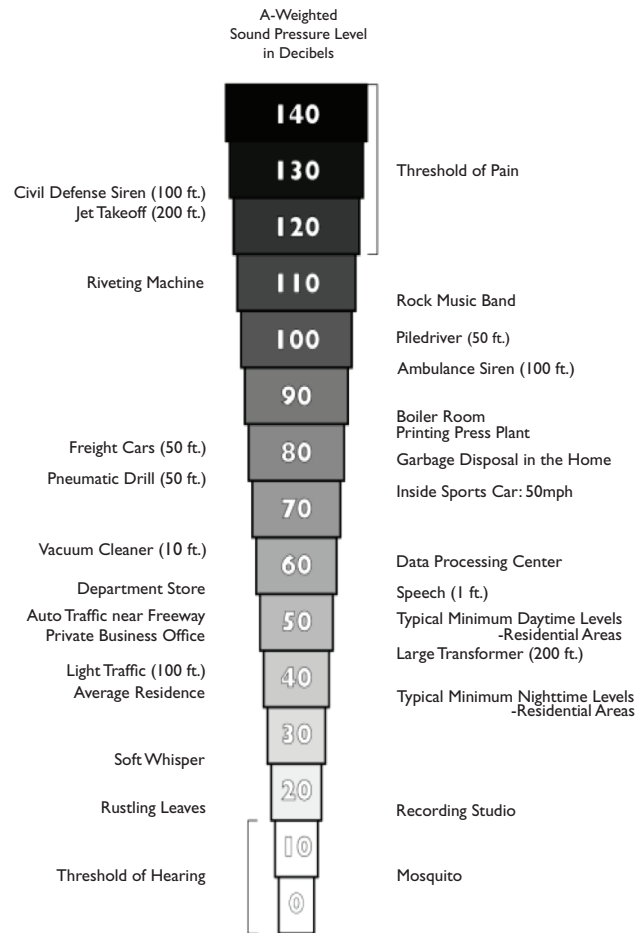 A-Weighted
Sound Pressure Level
in Decibels
140
130
Threshold of Pain
Civil Defense Siren (100 ft.)
Jet Takeoff (200 ft.)
120
Riveting Machine
110
Rock Music Band
100
Piledriver (50 ft.)
Ambulance Siren (100 ft.)
90
Boiler Room
Printing Press Plant
Freight Cars (50 ft.)
80
Garbage Disposal in the Home
Pneumatic Drill (50 ft.)
Inside Sports Car: 50mph
70
Vacuum Cleaner (10 ft.)
60
Data Processing Center
Department Store
Speech (1 ft.)
Auto Traffic near Freeway
Private Business Office
50
Typical Minimum Daytime Levels
-Residential Areas
Large Transformer (200 ft.)
Light Traffic (100 ft.)
Average Residence
40
Typical Minimum Nighttime Levels
-Residential Areas
30
Soft Whisper
20
Rustling Leaves
Recording Studio
10
Threshold of Hearing
Mosquito
0